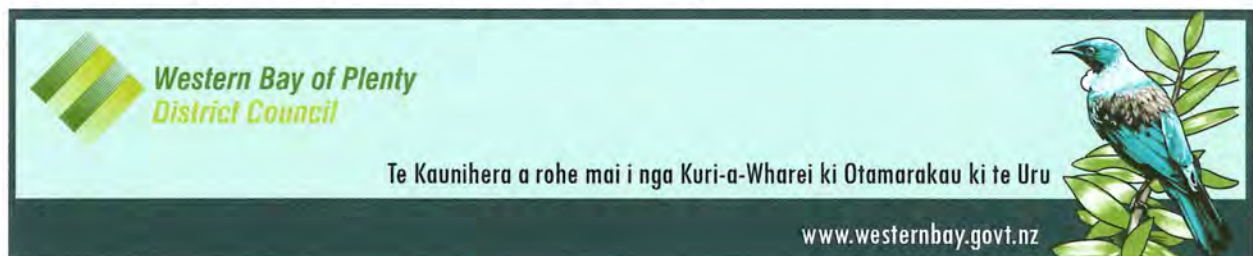 Western Bay of Plenty
District Council
Te Kaunihera a rohe mai i nga Kuri-a-Wharei ki Otamarakau ki te Uru
www.westernbay.govt.nz